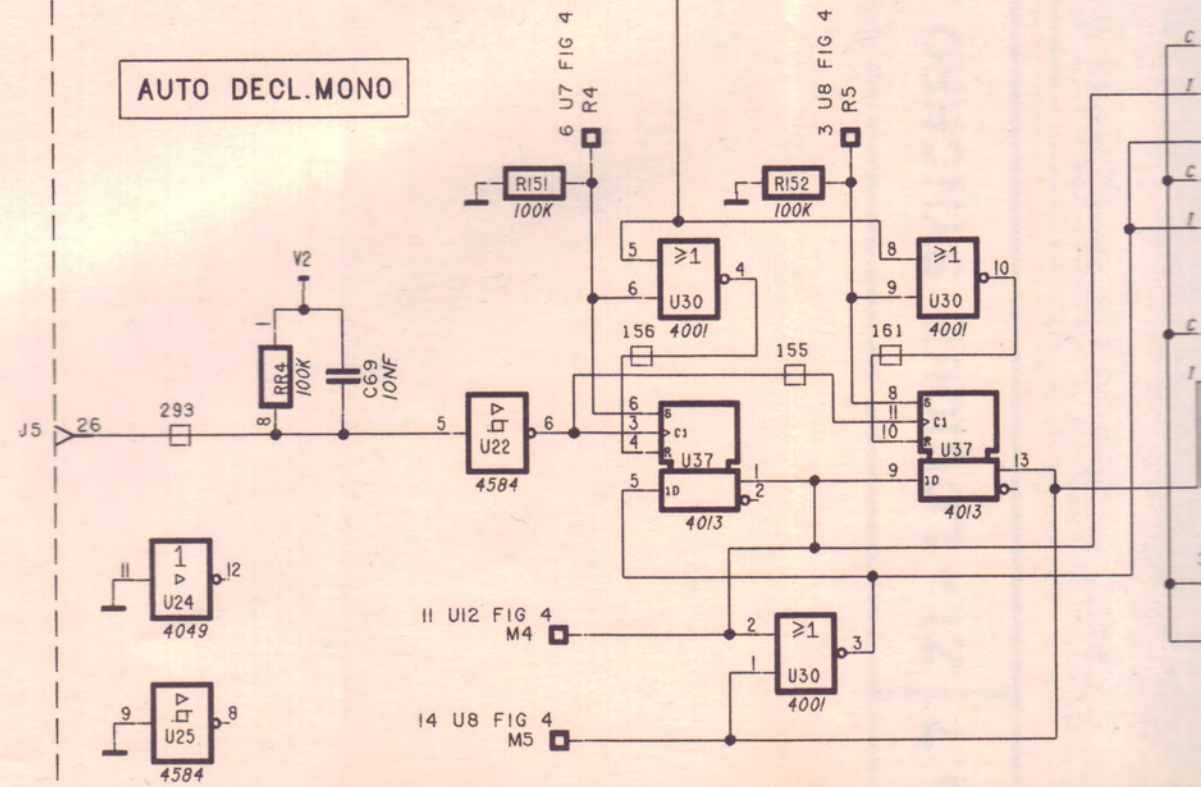 AUTO DECL.MONO
6 U7 FIG 4
R4
3 U8 FIG 4
R5
R151
100K
R152
100K
5
≥1
4
6
U30
4001
8
≥1
10
9
U30
4001
V2
1
RR4
100K
8
C69
10NF
156
155
161
J5
26
293
5
U22
6
4584
6
S
3
C1
4
R
U37
5
1D
1
2
4013
8
S
11
C1
10
R
U37
9
1D
13
4013
11
1
U24
12
4049
9
U25
8
4584
11 U12 FIG 4
M4
14 U8 FIG 4
M5
2
≥1
3
1
U30
4001
C
I
C
I
C
I